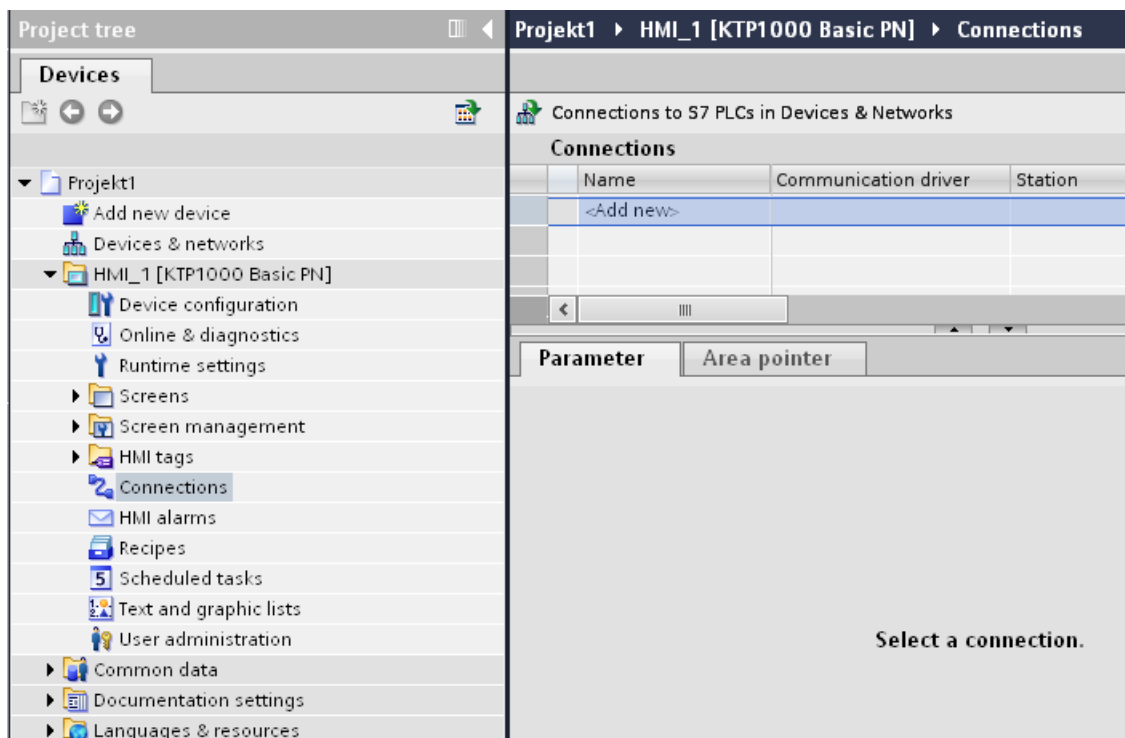 Project tree
Devices
Projekt1
Add new device
Devices & networks
HMI_1 [KTP1000 Basic PN]
Device configuration
Online & diagnostics
Runtime settings
Screens
Screen management
HMI tags
Connections
HMI alarms
Recipes
Scheduled tasks
Text and graphic lists
User administration
Common data
Documentation settings
Languages & resources
Projekt1 ▸ HMI_1 [KTP1000 Basic PN] ▸ Connections
Connections to S7 PLCs in Devices & Networks
Connections
Name Communication driver Station
<Add new>
Parameter Area pointer
Select a connection.